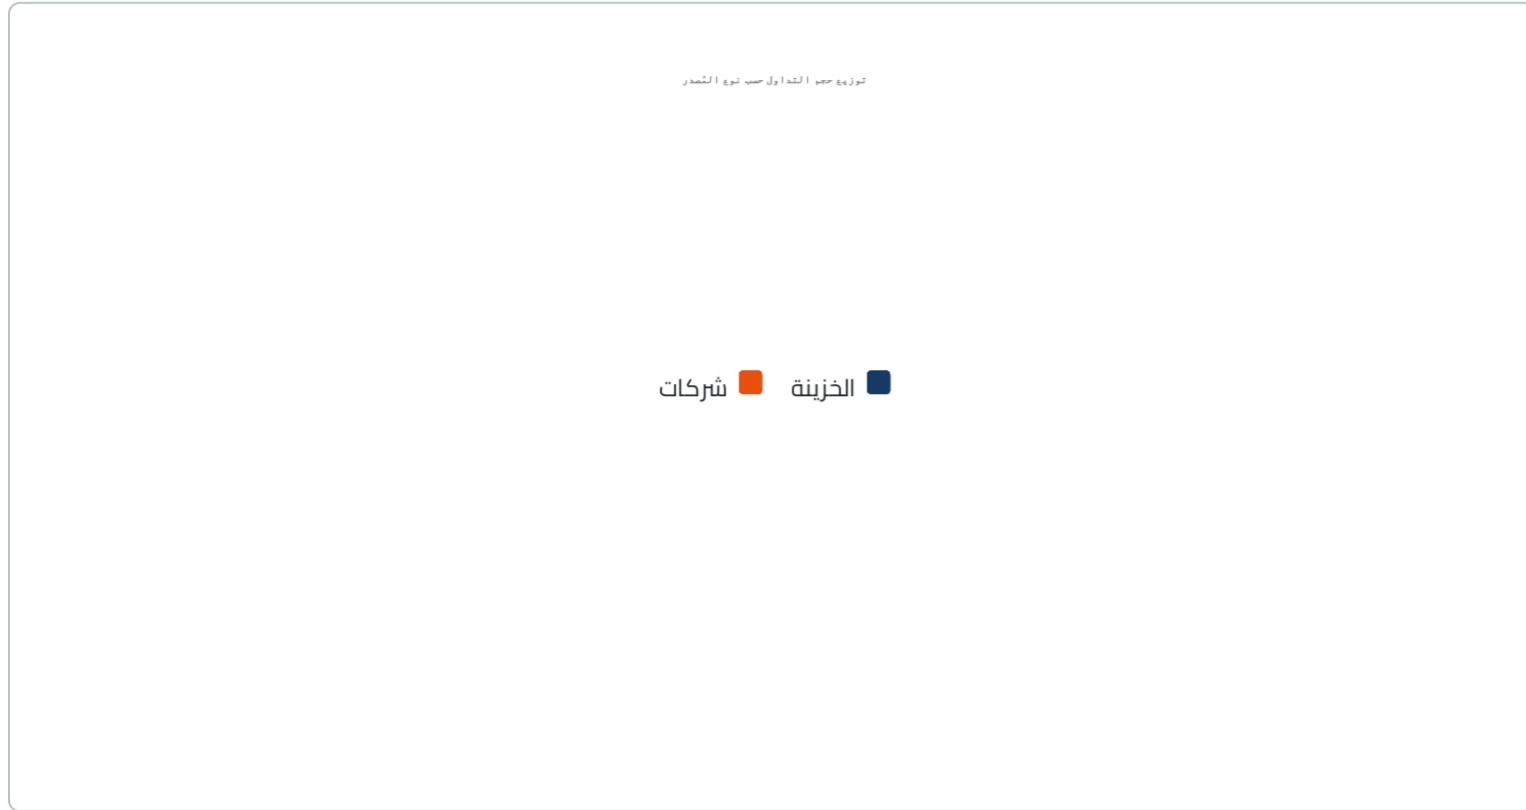 توزيع حجم التداول حسب نوع المُصدر
الخزينة شركات